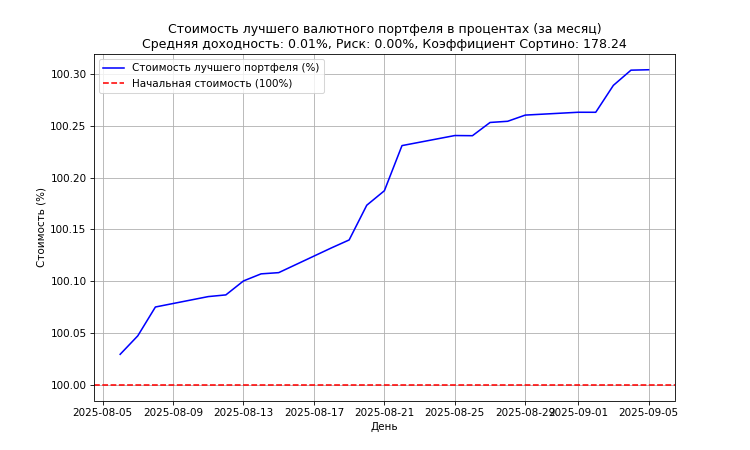 Стоимость лучшего валютного портфеля в процентах (за месяц)
Средняя доходность: 0.01%, Риск: 0.00%, Коэффициент Сортино: 178.24
Стоимость лучшего портфеля (%)
Начальная стоимость (100%)
Стоимость (%)
100.30
100.25
100.20
100.15
100.10
100.05
100.00
2025-08-05 2025-08-09 2025-08-13 2025-08-17 2025-08-21 2025-08-25 2025-08-29 2025-09-01 2025-09-05
День